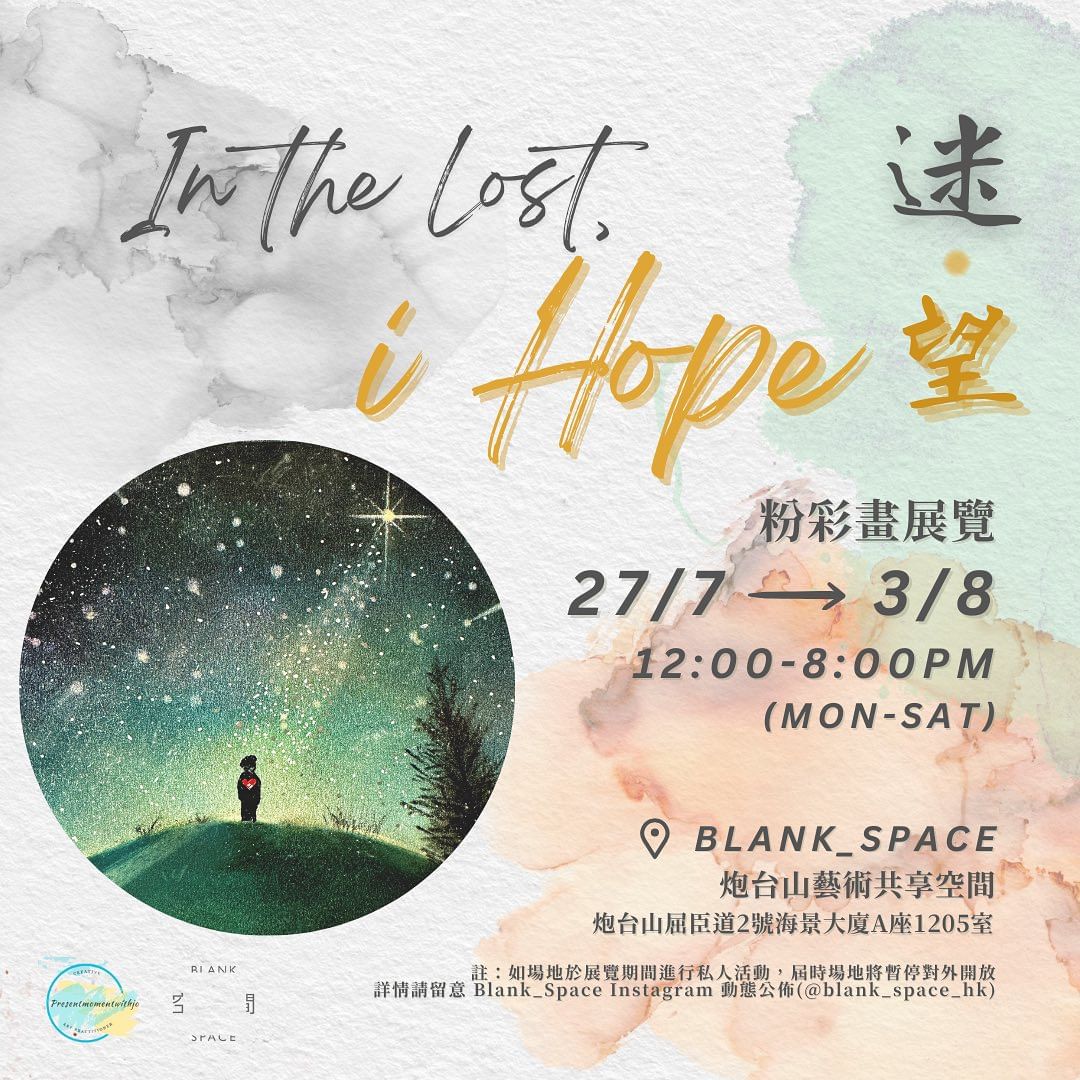 In the Lost,
i Hope
迷
·
望
粉彩畫展覽
27/7 → 3/8
12:00-8:00PM
(MON-SAT)
BLANK_SPACE
炮台山藝術共享空間
炮台山屈臣道2號海景大廈A座1205室
註：如場地於展覽期間進行私人活動，屆時場地將暫停對外開放
詳情請留意 Blank_Space Instagram 動態公佈(@blank_space_hk)
CREATIVE
Presentmomentwithjo
ART PRACTITIONER
BLANK
SPACE